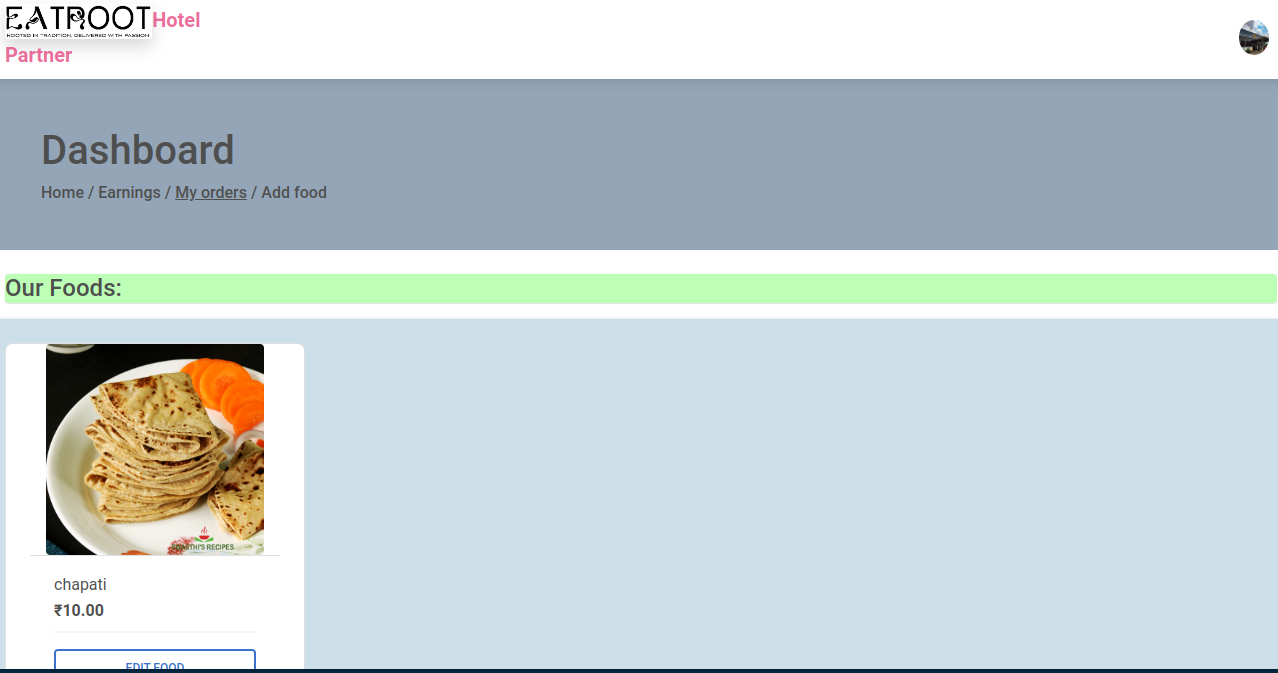 EATROOT Hotel
ROOTED IN TRADITION, DELIVERED WITH PASSION
Partner
Dashboard
Home / Earnings / My orders / Add food
Our Foods:
SWASTHI'S RECIPES
chapati
₹10.00
EDIT FOOD